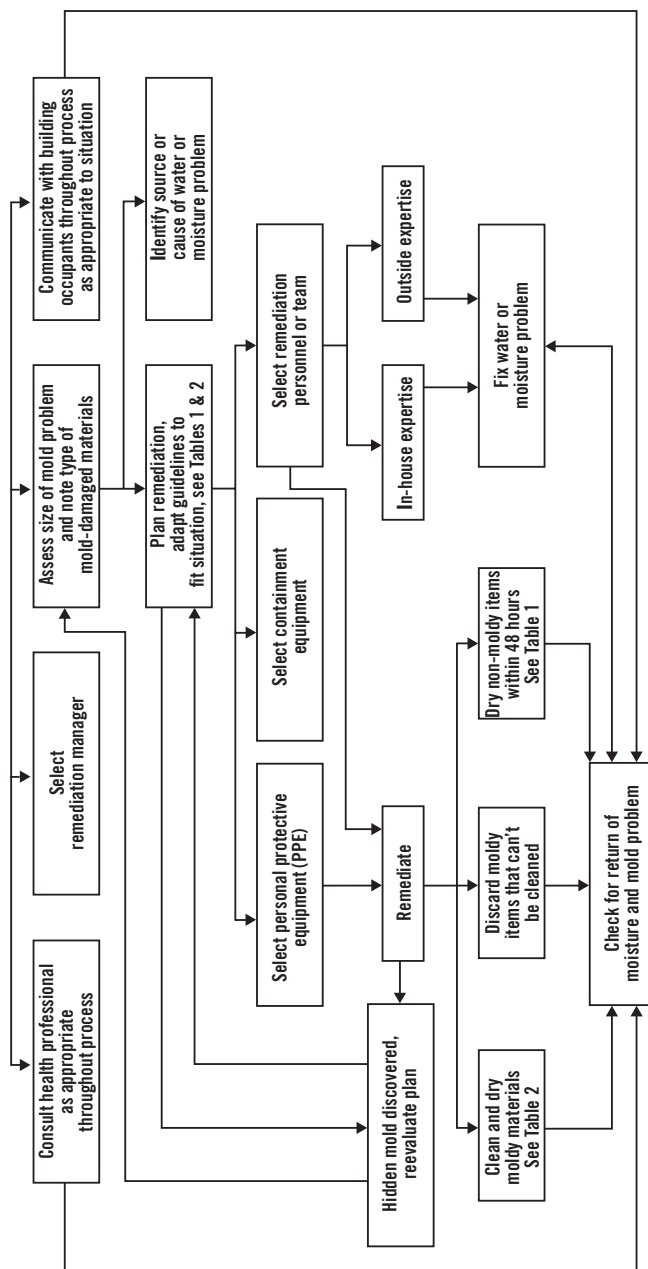 Consult health professional
as appropriate
throughout process
Select
remediation manager
Assess size of mold problem
and note type of
mold-damaged materials
Communicate with building
occupants throughout process
as appropriate to situation
Plan remediation,
adapt guidelines to
fit situation, see Tables 1 & 2
Identify source or
cause of water or
moisture problem
Select personal protective
equipment (PPE)
Select containment
equipment
Select remediation
personnel or team
Hidden mold discovered,
reevaluate plan
Remediate
In-house expertise
Outside expertise
Clean and dry
moldy materials
See Table 2
Discard moldy
items that can't
be cleaned
Dry non-moldy items
within 48 hours
See Table 1
Fix water or
moisture problem
Check for return of
moisture and mold problem